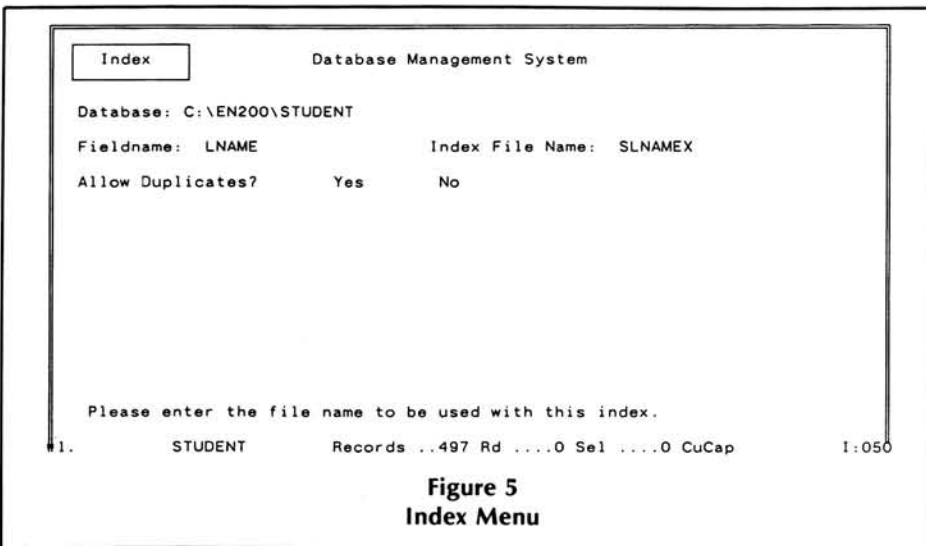 Index Database Management System
Database: C:\EN200\STUDENT
Fieldname: LNAME Index File Name: SLNAMEX
Allow Duplicates? Yes No
Please enter the file name to be used with this index.
1. STUDENT Records ..497 Rd ....0 Sel ....0 CuCap I:050
Figure 5
Index Menu